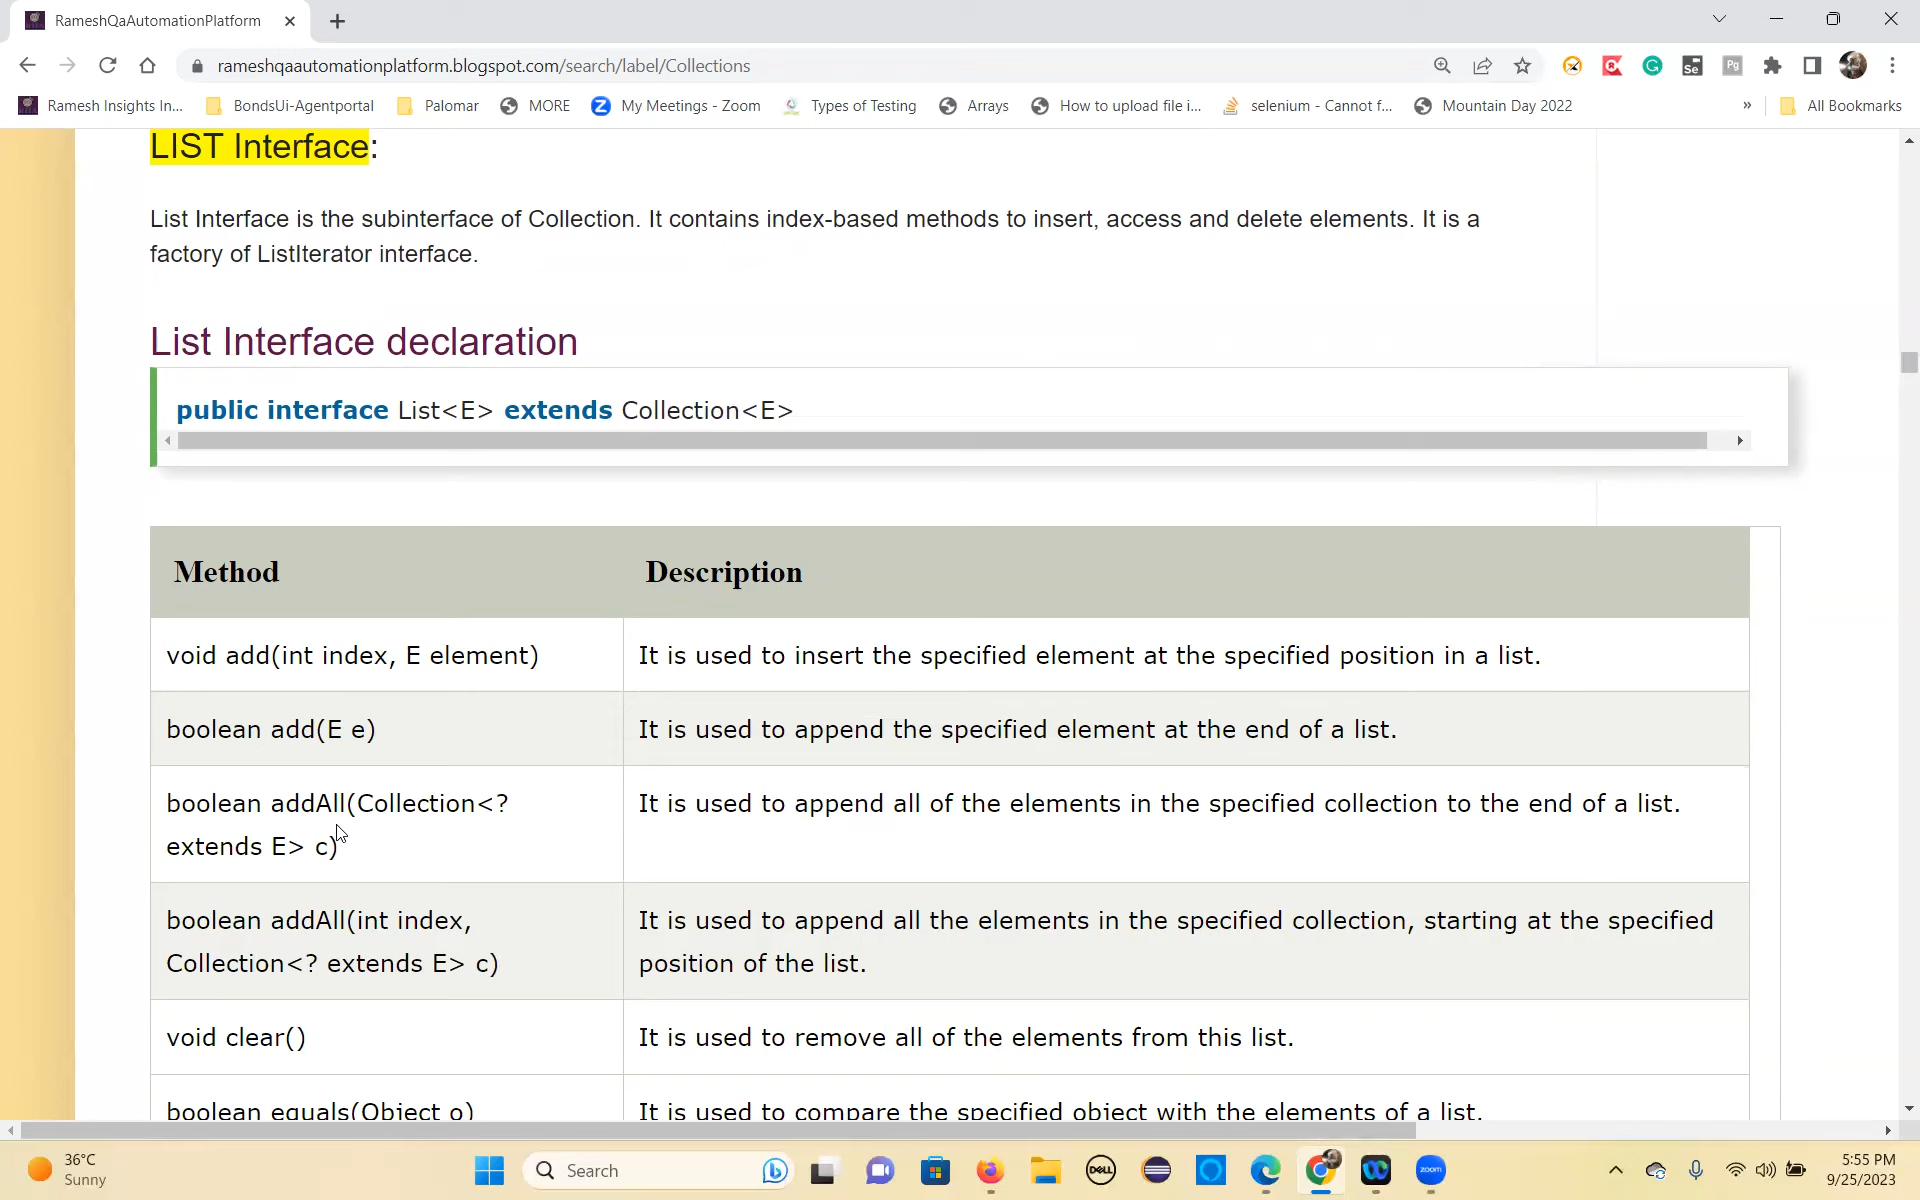 RameshQaAutomationPlatform
rameshqaautomationplatform.blogspot.com/search/label/Collections
Ramesh Insights In...
BondsUi-Agentportal
Palomar
MORE
My Meetings - Zoom
Types of Testing
Arrays
How to upload file i...
selenium - Cannot f...
Mountain Day 2022
»
All Bookmarks
LIST Interface:
List Interface is the subinterface of Collection. It contains index-based methods to insert, access and delete elements. It is a
factory of ListIterator interface.
List Interface declaration
public interface List<E> extends Collection<E>
Method Description
void add(int index, E element) It is used to insert the specified element at the specified position in a list.
boolean add(E e) It is used to append the specified element at the end of a list.
boolean addAll(Collection<? It is used to append all of the elements in the specified collection to the end of a list.
extends E> c)
boolean addAll(int index, It is used to append all the elements in the specified collection, starting at the specified
Collection<? extends E> c) position of the list.
void clear() It is used to remove all of the elements from this list.
boolean equals(Object o) It is used to compare the specified object with the elements of a list.
36°C
Sunny
Search
DELL
zoom
5:55 PM
9/25/2023
Se
Pg